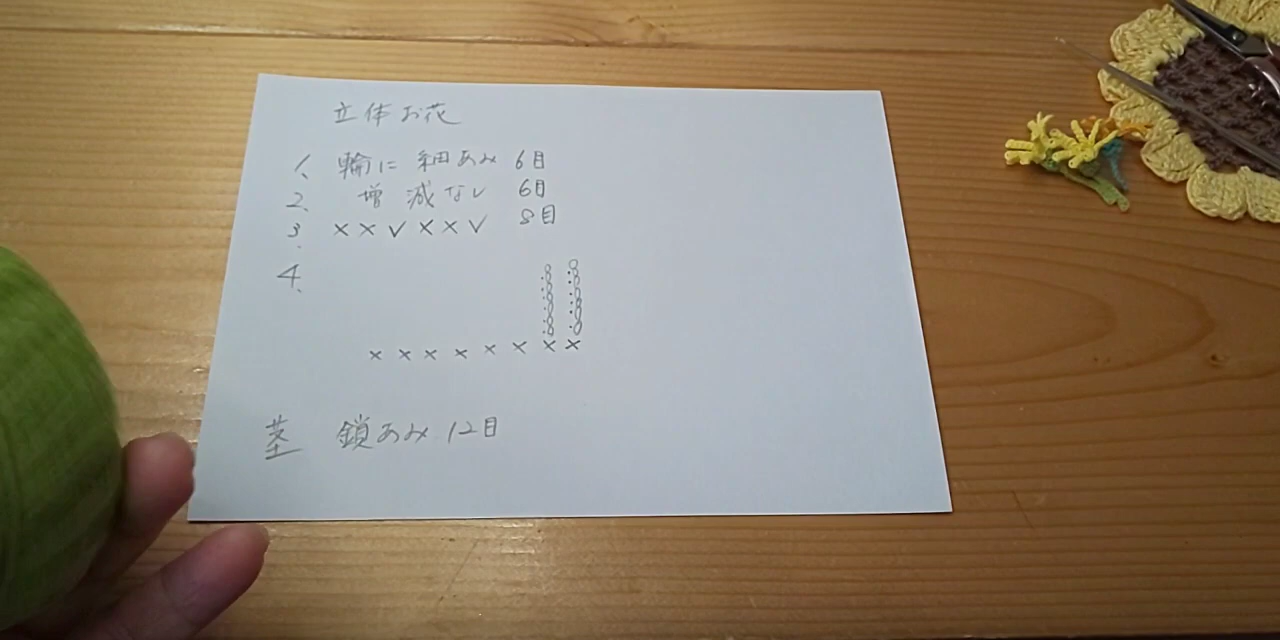 立体お花
1、輪に 細あみ 6目
2、増減なし 6目
3、××∨××∨ 8目
4、
× × × × × × × ×
茎 鎖あみ 12目